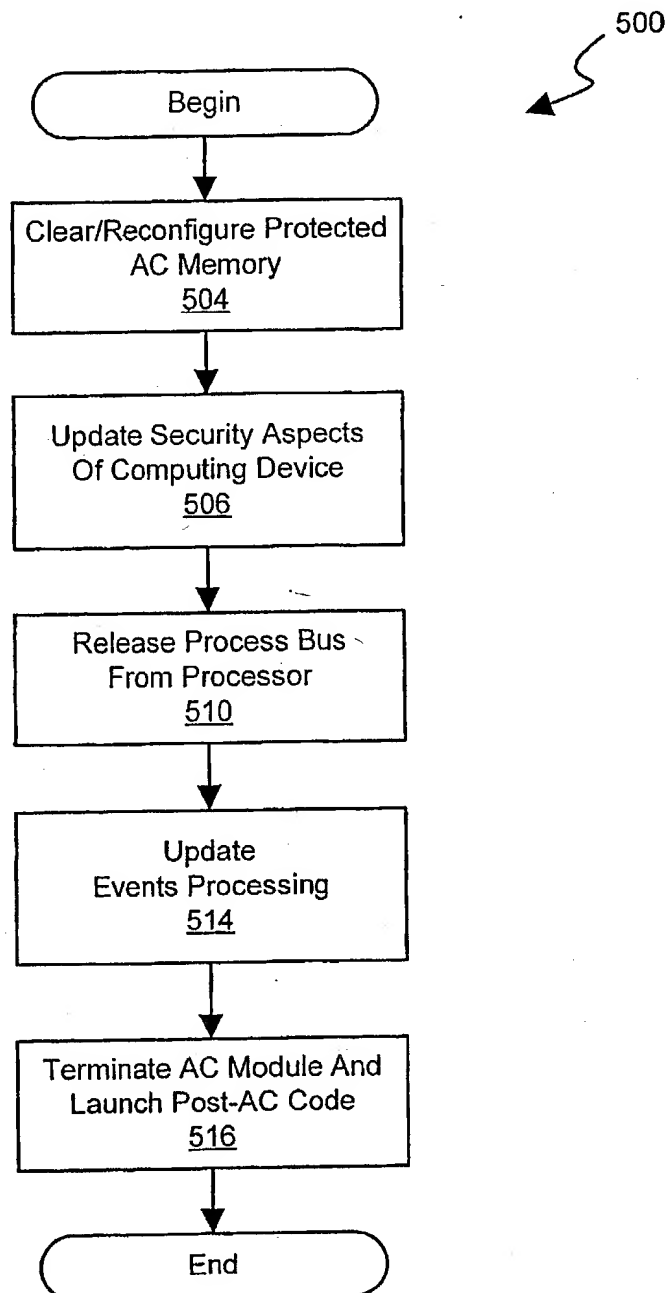 500
Begin
Clear/Reconfigure Protected
AC Memory
504
Update Security Aspects
Of Computing Device
506
Release Process Bus
From Processor
510
Update
Events Processing
514
Terminate AC Module And
Launch Post-AC Code
516
End